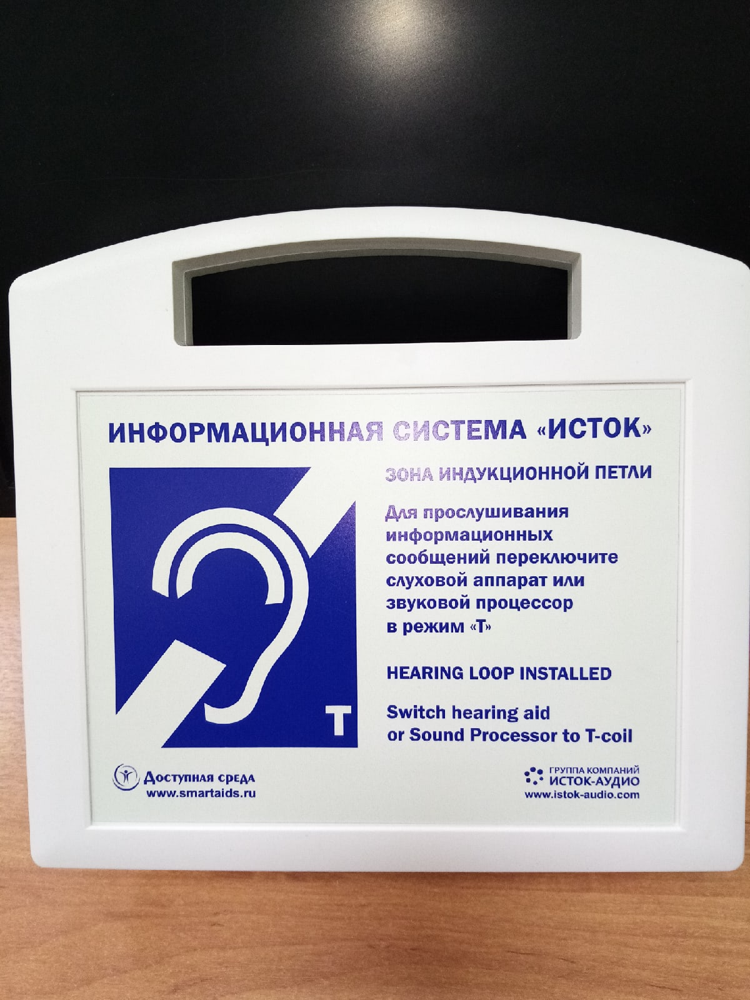 ИНФОРМАЦИОННАЯ СИСТЕМА «ИСТОК»
ЗОНА ИНДУКЦИОННОЙ ПЕТЛИ
Для прослушивания
информационных
сообщений переключите
слуховой аппарат или
звуковой процессор
в режим «Т»
HEARING LOOP INSTALLED
Switch hearing aid
or Sound Processor to T-coil
T
Доступная среда
www.smartaids.ru
ГРУППА КОМПАНИЙ
ИСТОК-АУДИО
www.istok-audio.com